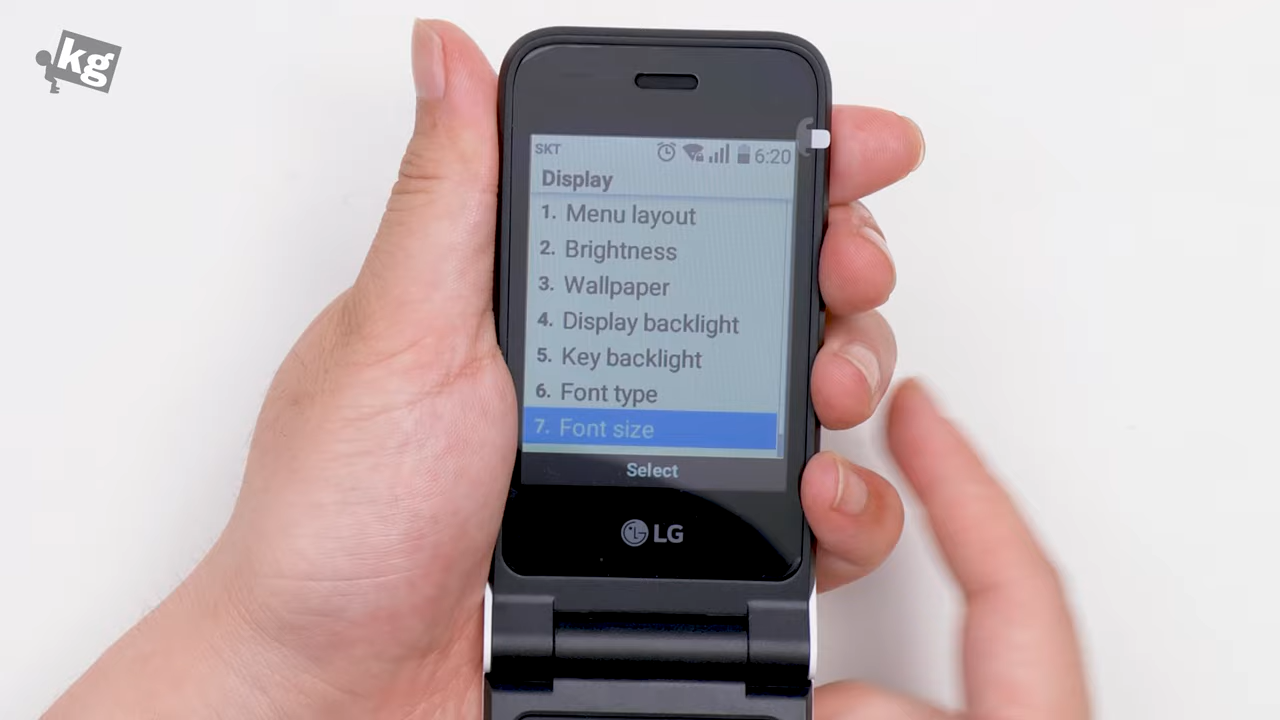 kg
SKT 6:20
Display
1. Menu layout
2. Brightness
3. Wallpaper
4. Display backlight
5. Key backlight
6. Font type
7. Font size
Select
LG